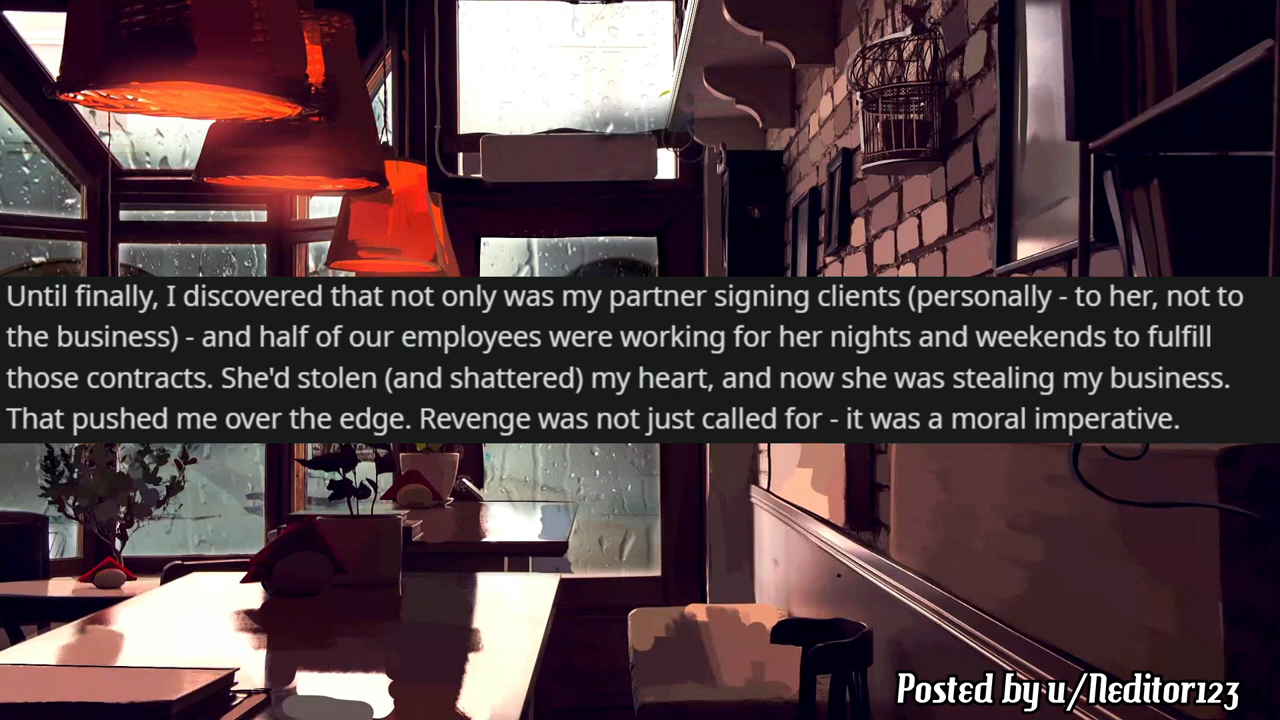 Until finally, I discovered that not only was my partner signing clients (personally - to her, not to
the business) - and half of our employees were working for her nights and weekends to fulfill
those contracts. She'd stolen (and shattered) my heart, and now she was stealing my business.
That pushed me over the edge. Revenge was not just called for - it was a moral imperative.
Posted by u/Neditor123